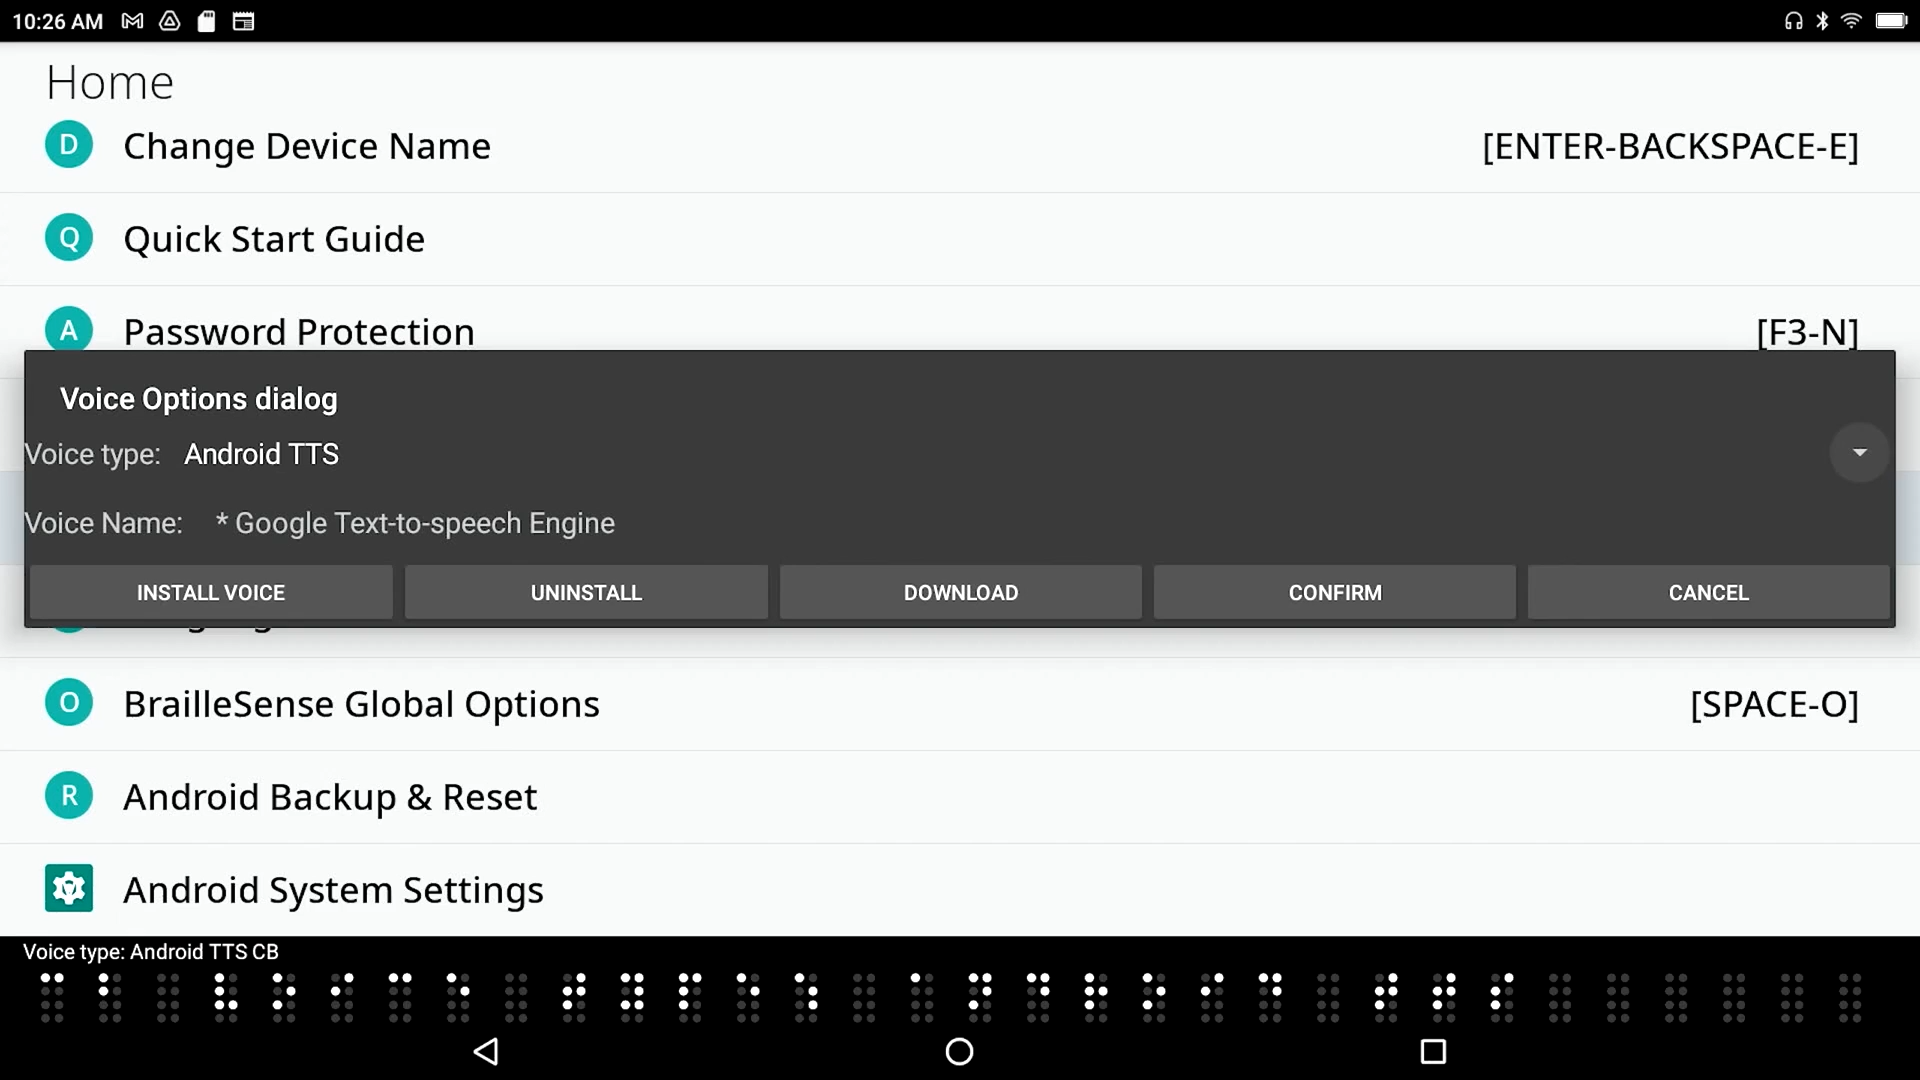 10:26 AM
Home
D Change Device Name [ENTER-BACKSPACE-E]
Q Quick Start Guide
A Password Protection [F3-N]
Voice Options dialog
Voice type: Android TTS
Voice Name: * Google Text-to-speech Engine
INSTALL VOICE UNINSTALL DOWNLOAD CONFIRM CANCEL
O BrailleSense Global Options [SPACE-O]
R Android Backup & Reset
Android System Settings
Voice type: Android TTS CB